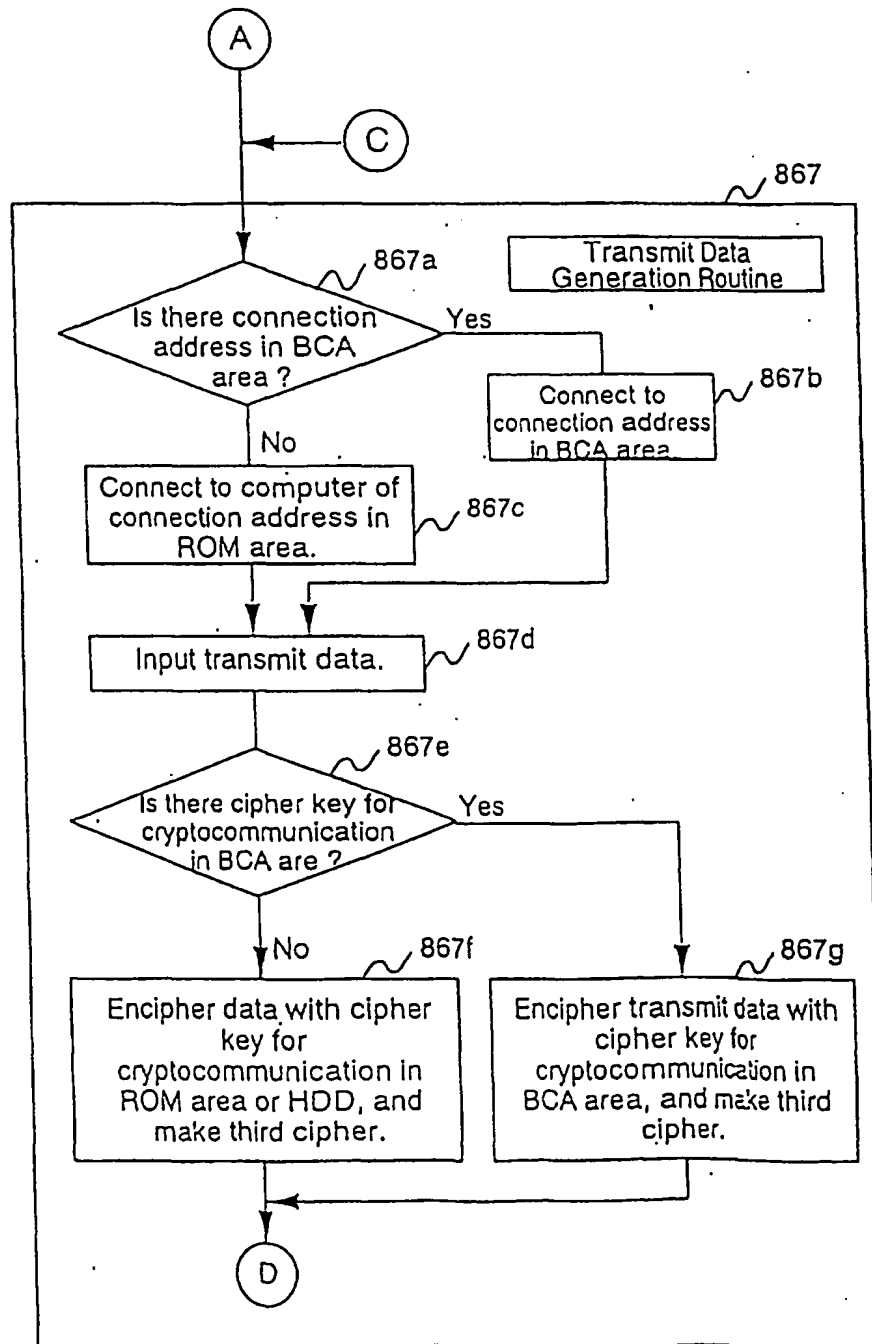 A
C
867
Transmit Data
Generation Routine
867a
Is there connection
address in BCA
area ?
Yes
867b
Connect to
connection address
in BCA area
No
Connect to computer of
connection address in
ROM area.
867c
Input transmit data.
867d
867e
Is there cipher key for
cryptocommunication
in BCA are ?
Yes
No
867f
Encipher data with cipher
key for
cryptocommunication in
ROM area or HDD, and
make third cipher.
867g
Encipher transmit data with
cipher key for
cryptocommunication in
BCA area, and make third
cipher.
D